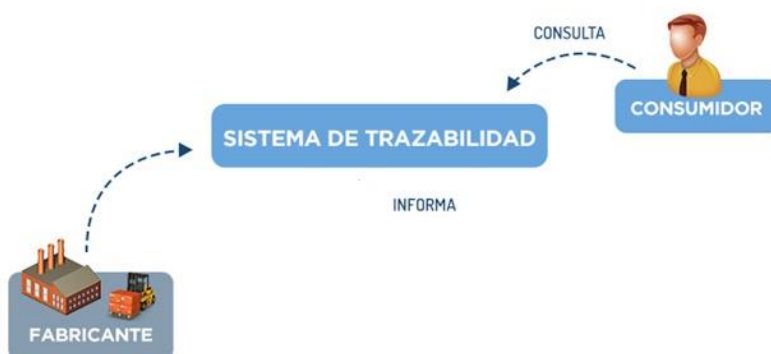 CONSULTA
CONSUMIDOR
SISTEMA DE TRAZABILIDAD
INFORMA
FABRICANTE